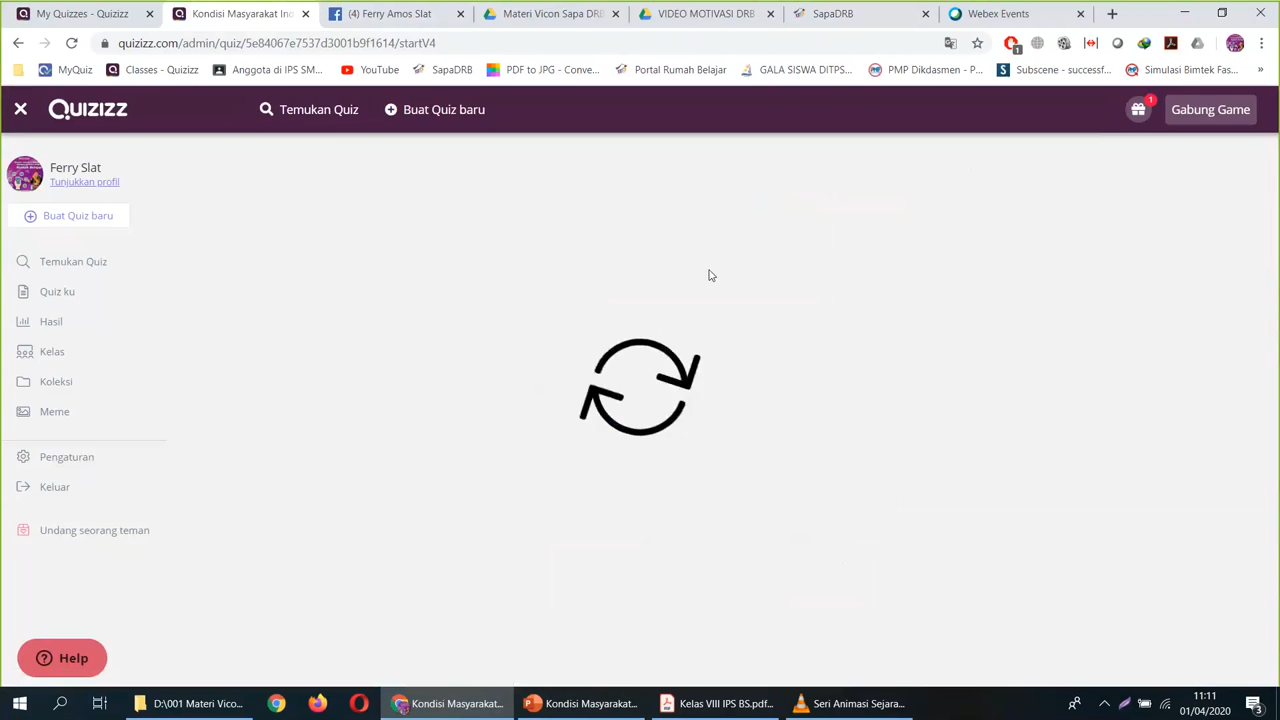 My Quizzes - Quizizz
Kondisi Masyarakat Ind
(4) Ferry Amos Slat
Materi Vicon Sapa DRB
VIDEO MOTIVASI DRB
SapaDRB
Webex Events
quizizz.com/admin/quiz/5e84067e7537d3001b9f1614/startV4
MyQuiz
Classes - Quizizz
Anggota di IPS SM...
YouTube
SapaDRB
PDF to JPG - Conve...
Portal Rumah Belajar
GALA SISWA DITPS...
PMP Dikdasmen - P...
Subscene - successf...
Simulasi Bimtek Fas...
»
QUIZIZZ
Temukan Quiz
Buat Quiz baru
1
Gabung Game
Ferry Slat
Tunjukkan profil
Buat Quiz baru
Temukan Quiz
Quiz ku
Hasil
Kelas
Koleksi
Meme
Pengaturan
Keluar
Undang seorang teman
Help
D:\001 Materi Vico...
Kondisi Masyarakat...
Kondisi Masyarakat...
Kelas VIII IPS BS.pdf...
Seri Animasi Sejara...
11:11
01/04/2020
3